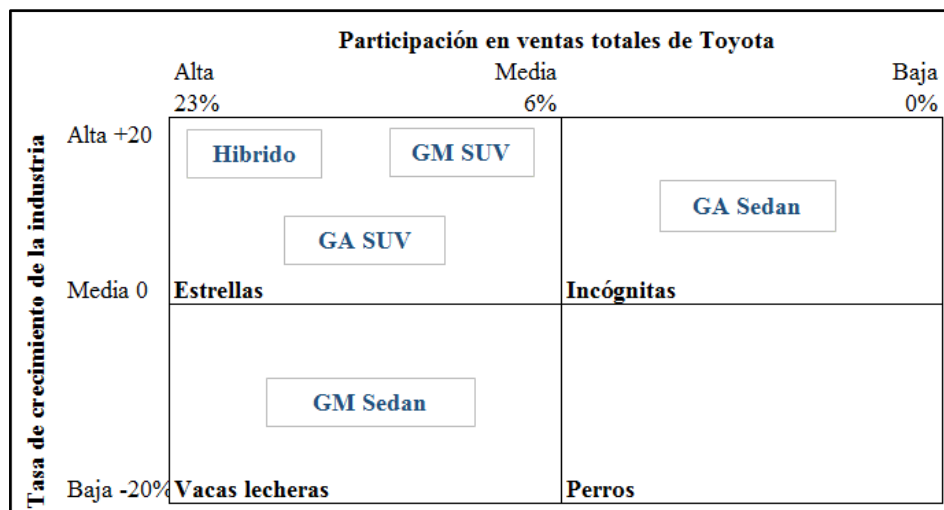 Participación en ventas totales de Toyota
Alta Media Baja
23% 6% 0%
Tasa de crecimiento de la industria
Alta +20
Hibrido GM SUV
GA Sedan
GA SUV
Media 0 Estrellas Incógnitas
GM Sedan
Baja -20% Vacas lecheras Perros